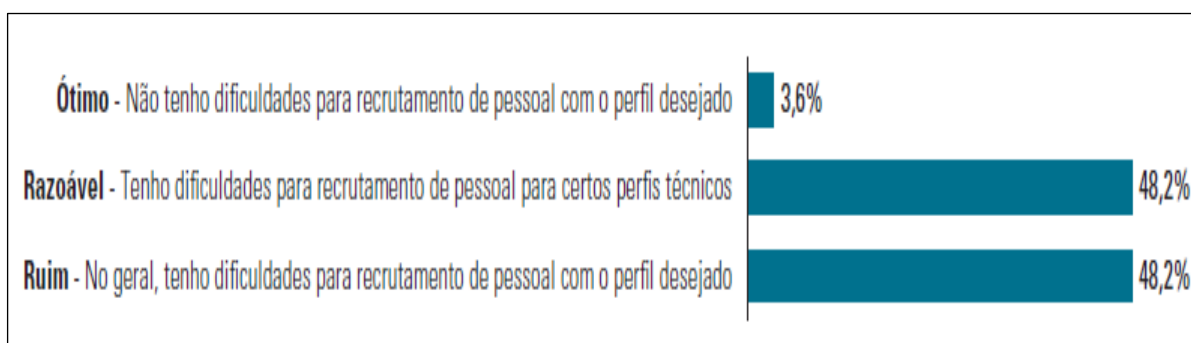 Ótimo - Não tenho dificuldades para recrutamento de pessoal com o perfil desejado 3,6%
Razoável - Tenho dificuldades para recrutamento de pessoal para certos perfis técnicos 48,2%
Ruim - No geral, tenho dificuldades para recrutamento de pessoal com o perfil desejado 48,2%